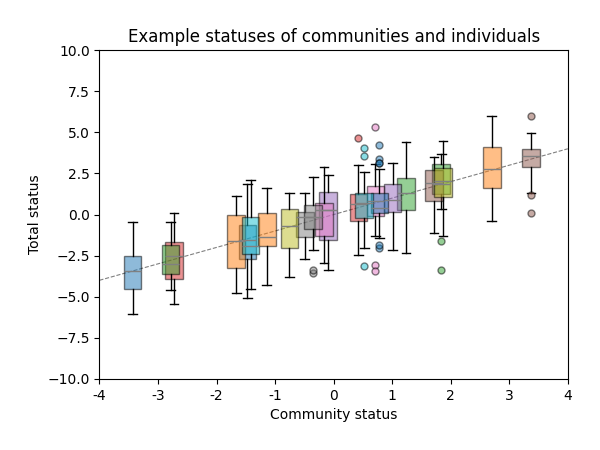 Example statuses of communities and individuals
10.0
7.5
5.0
2.5
0.0
−2.5
−5.0
−7.5
−10.0
Total status
-4 -3 -2 -1 0 1 2 3 4
Community status